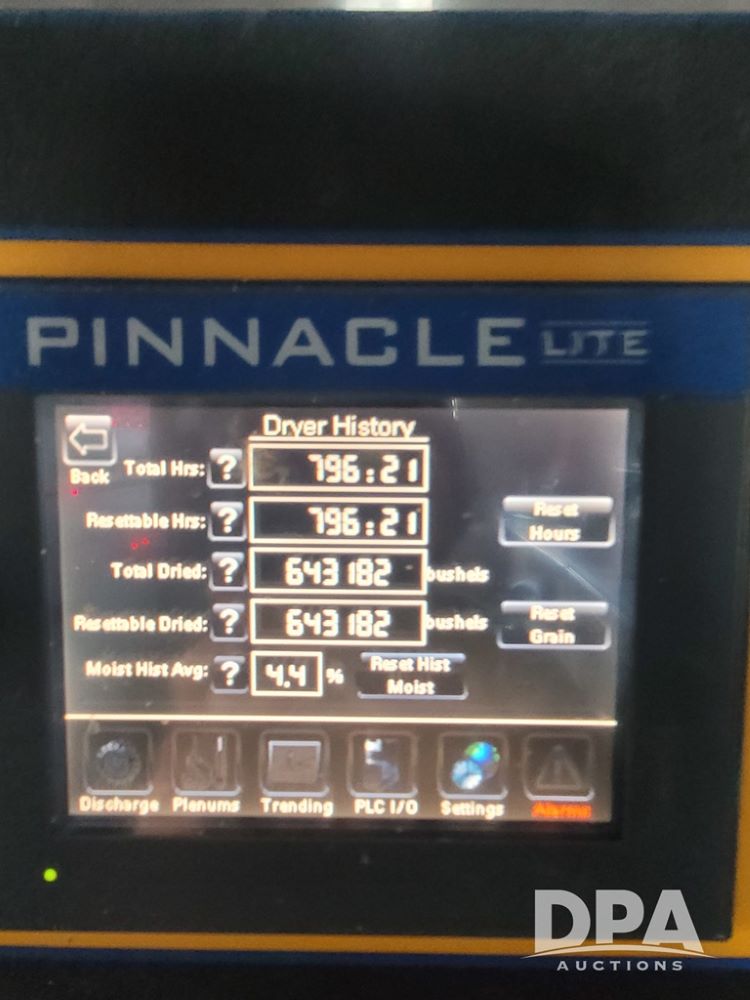 PINNACLE LITE
Dryer History
Back
Total Hrs: ? 796:21
Resettable Hrs: ? 796:21
Reset
Hours
Total Dried: ? 643182 bushels
Resettable Dried: ? 643182 bushels
Reset
Grain
Moist Hist Avg: ? 4.4 %
Reset Hist
Moist
Discharge Plenums Trending PLC I/O Settings Alarms
DPA
AUCTIONS